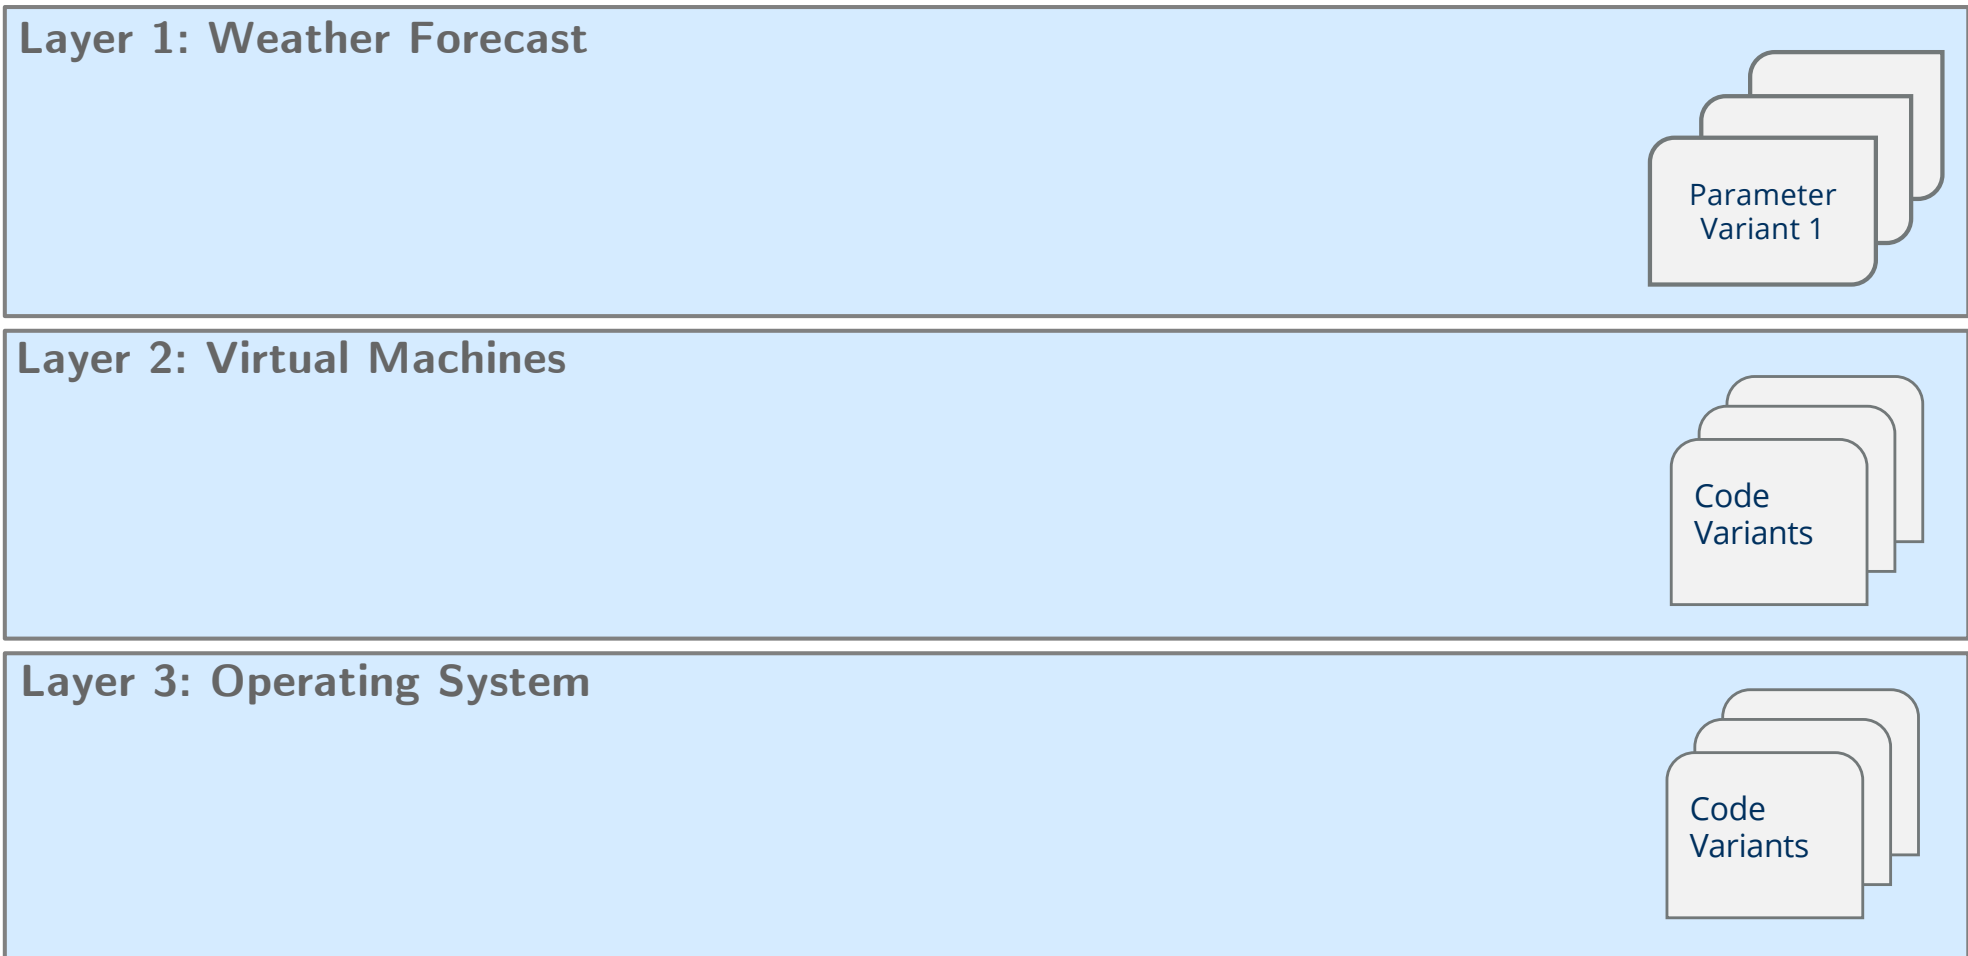 Layer 1: Weather Forecast
Parameter
Variant 1
Layer 2: Virtual Machines
Code
Variants
Layer 3: Operating System
Code
Variants